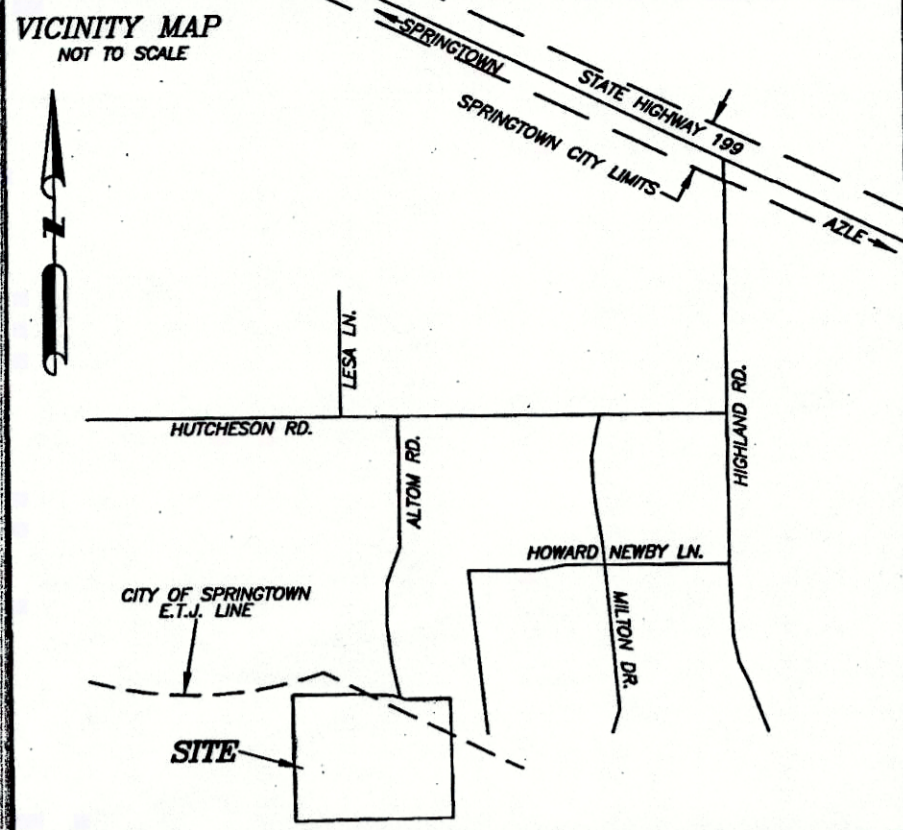 VICINITY MAP
NOT TO SCALE
SPRINGTOWN
STATE HIGHWAY 199
SPRINGTOWN CITY LIMITS
AZLE
N
LESA LN.
HUTCHESON RD.
ALTOM RD.
HIGHLAND RD.
HOWARD NEWBY LN.
MILTON DR.
CITY OF SPRINGTOWN
E.T.J. LINE
SITE